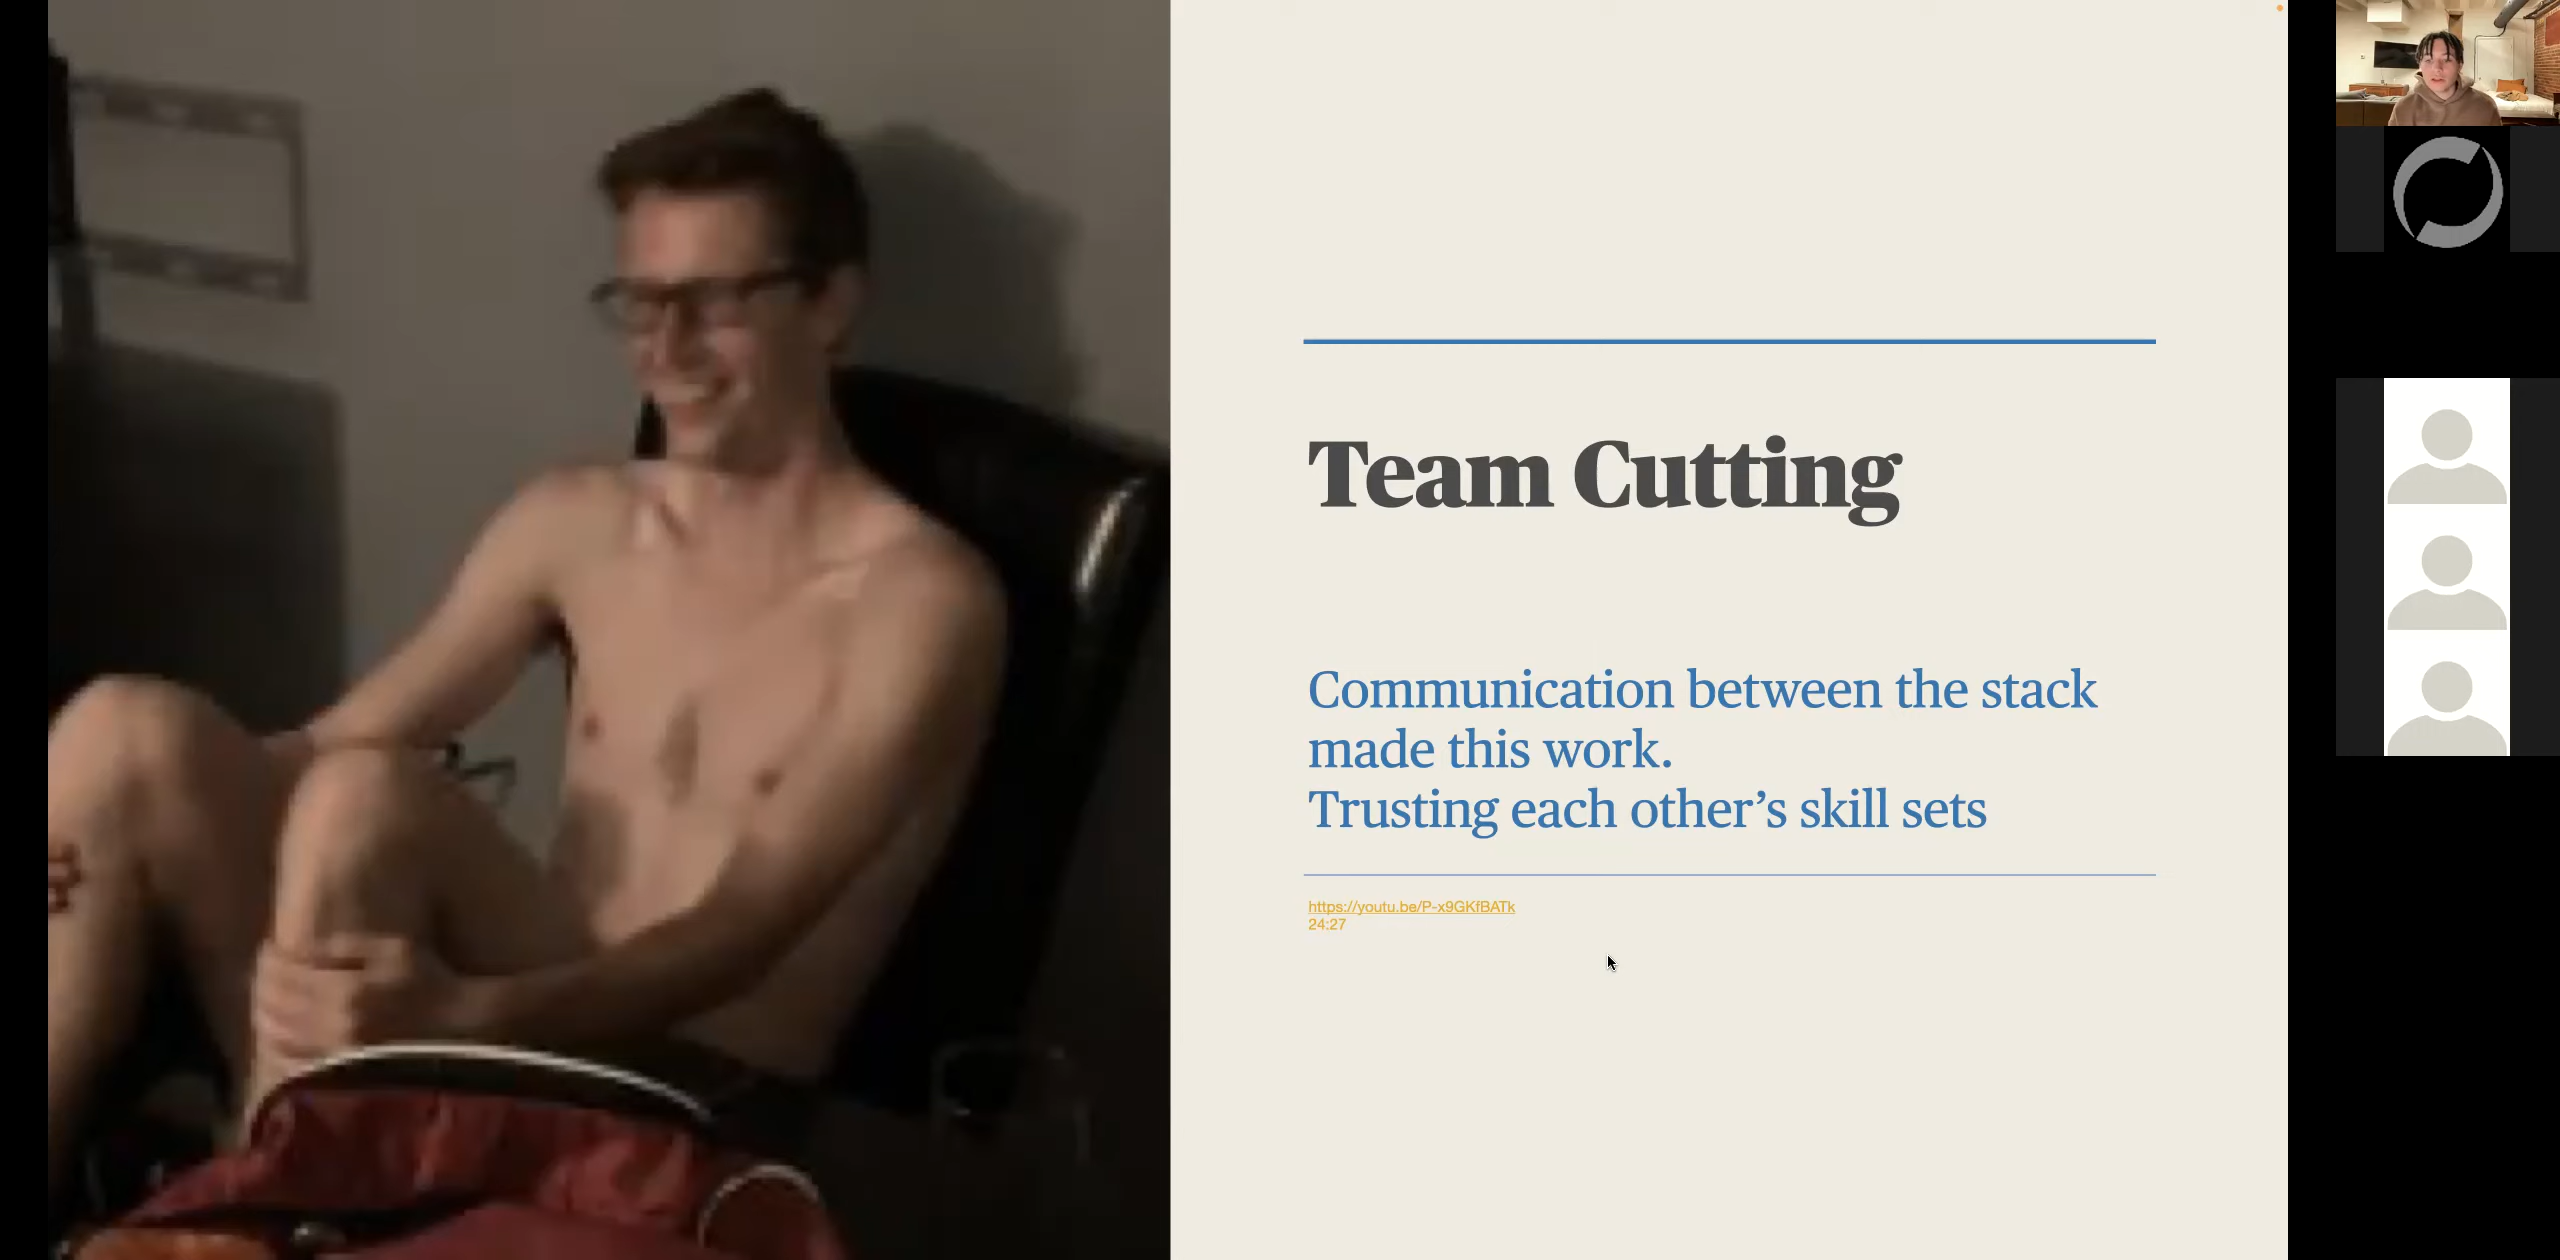 Team Cutting
Communication between the stack
made this work.
Trusting each other’s skill sets
https://youtu.be/P-x9GKfBATk
24:27